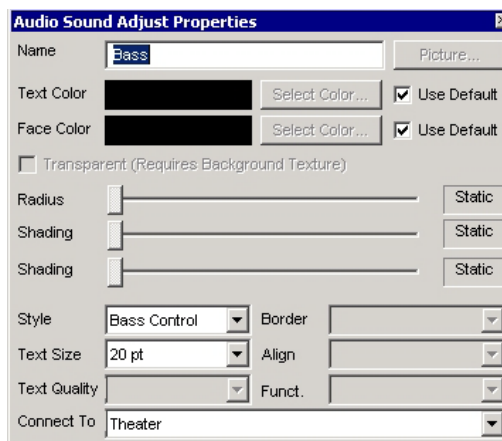 Audio Sound Adjust Properties
Name Bass Picture...
Text Color Select Color... Use Default
Face Color Select Color... Use Default
Transparent (Requires Background Texture)
Radius Static
Shading Static
Shading Static
Style Bass Control Border
Text Size 20 pt Align
Text Quality Funct.
Connect To Theater